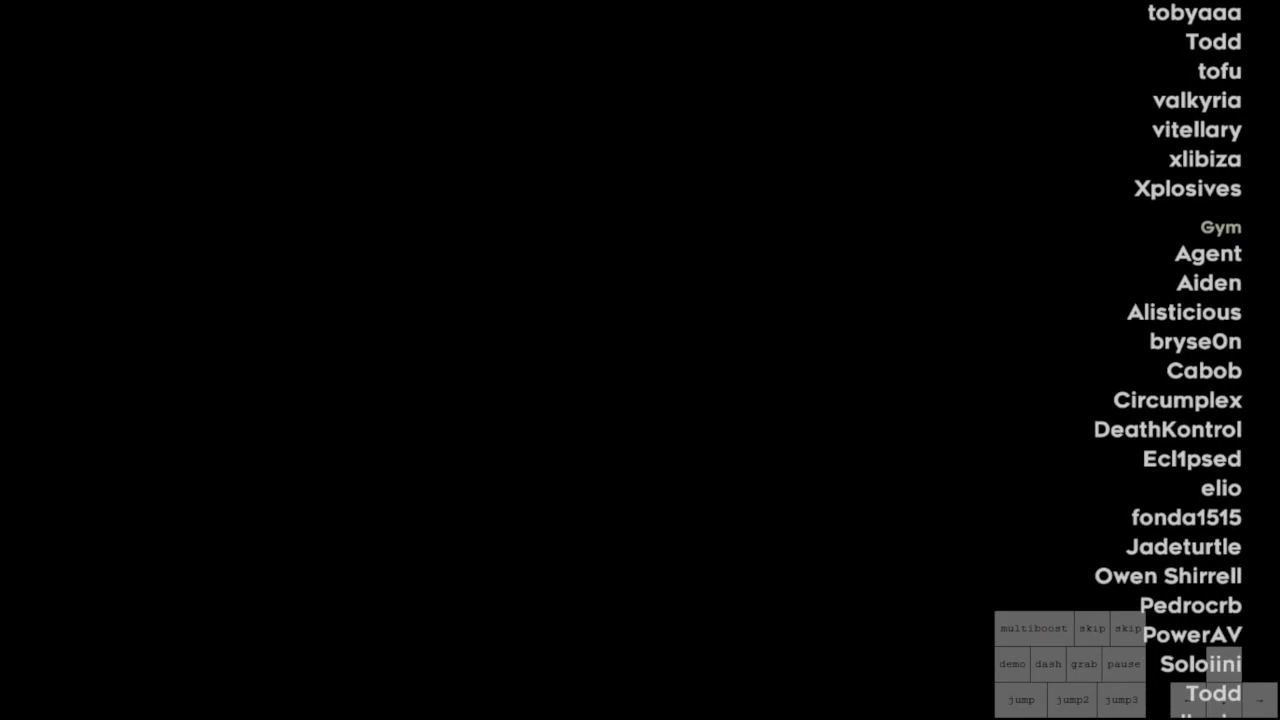 tobyaaa
Todd
tofu
valkyria
vitellary
xlibiza
Xplosives
Gym
Agent
Aiden
Alisticious
bryse0n
Cabob
Circumplex
DeathKontrol
Ecl1psed
elio
fonda1515
Jadeturtle
Owen Shirrell
Pedrocrb
multiboost skip skip
PowerAV
demo dash grab pause
Soloiini
jump jump2 jump3
Todd